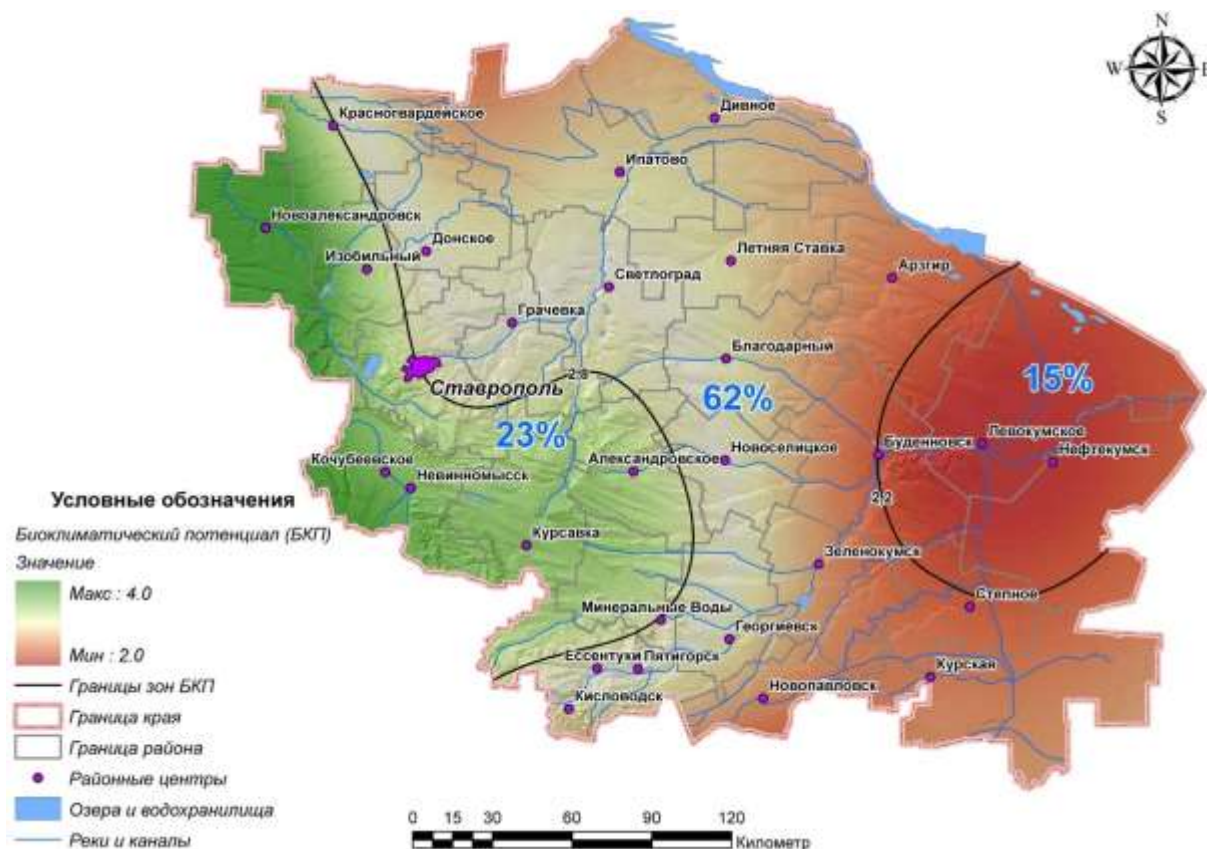 N
W E
S
Дивное
Красногвардейское
Ипатово
Новоалександровск
Донское
Летняя Ставка
Изобильный
Арзгир
Светлоград
Грачевка
Благодарный
2.8
Ставрополь
15%
62%
23%
Левокумское
Буденновск
Новоселицкое
Нефтекумск
Кочубеевское
Александровское
Невинномысск
2.2
Курсавка
Зеленокумск
Степное
Минеральные Воды
Георгиевск
Ессентуки Пятигорск
Курская
Новопавловск
Кисловодск
Условные обозначения
Биоклиматический потенциал (БКП)
Значение
Макс : 4.0
Мин : 2.0
Границы зон БКП
Граница края
Граница района
Районные центры
Озера и водохранилища
Реки и каналы
0 15 30 60 90 120
Километр